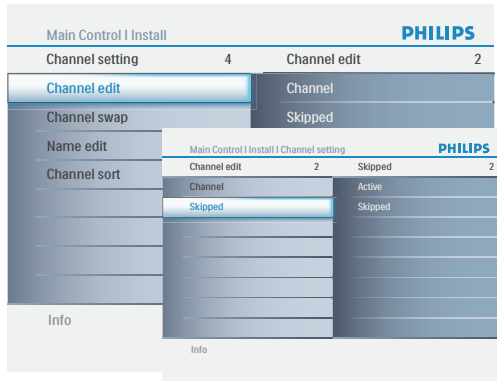 Main Control I Install PHILIPS
Channel setting 4 Channel edit 2
Channel edit Channel
Channel swap Skipped
Name edit
Channel sort
Info
Main Control I Install I Channel setting PHILIPS
Channel edit 2 Skipped 2
Channel Active
Skipped Skipped
Info